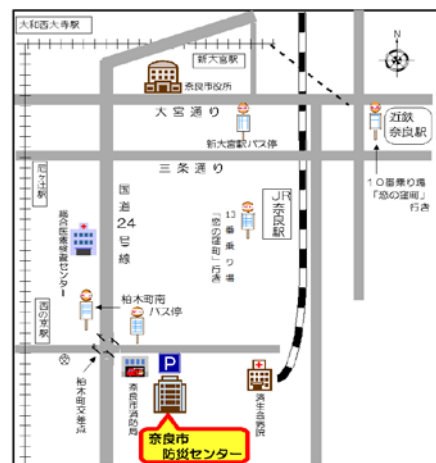 大和西大寺駅
新大宮駅
N
奈良市役所
大宮通り
近鉄
奈良駅
新大宮駅バス停
三条通り
10番乗り場
「恋の窪町」
行き
尼ヶ辻駅
国道24号線
JR奈良駅
13番乗り場
「恋の窪町」行き
総合医療検査センター
柏木町南
バス停
西の京駅
P
柏木町交差点
奈良市消防局
済生会病院
奈良市
防災センター